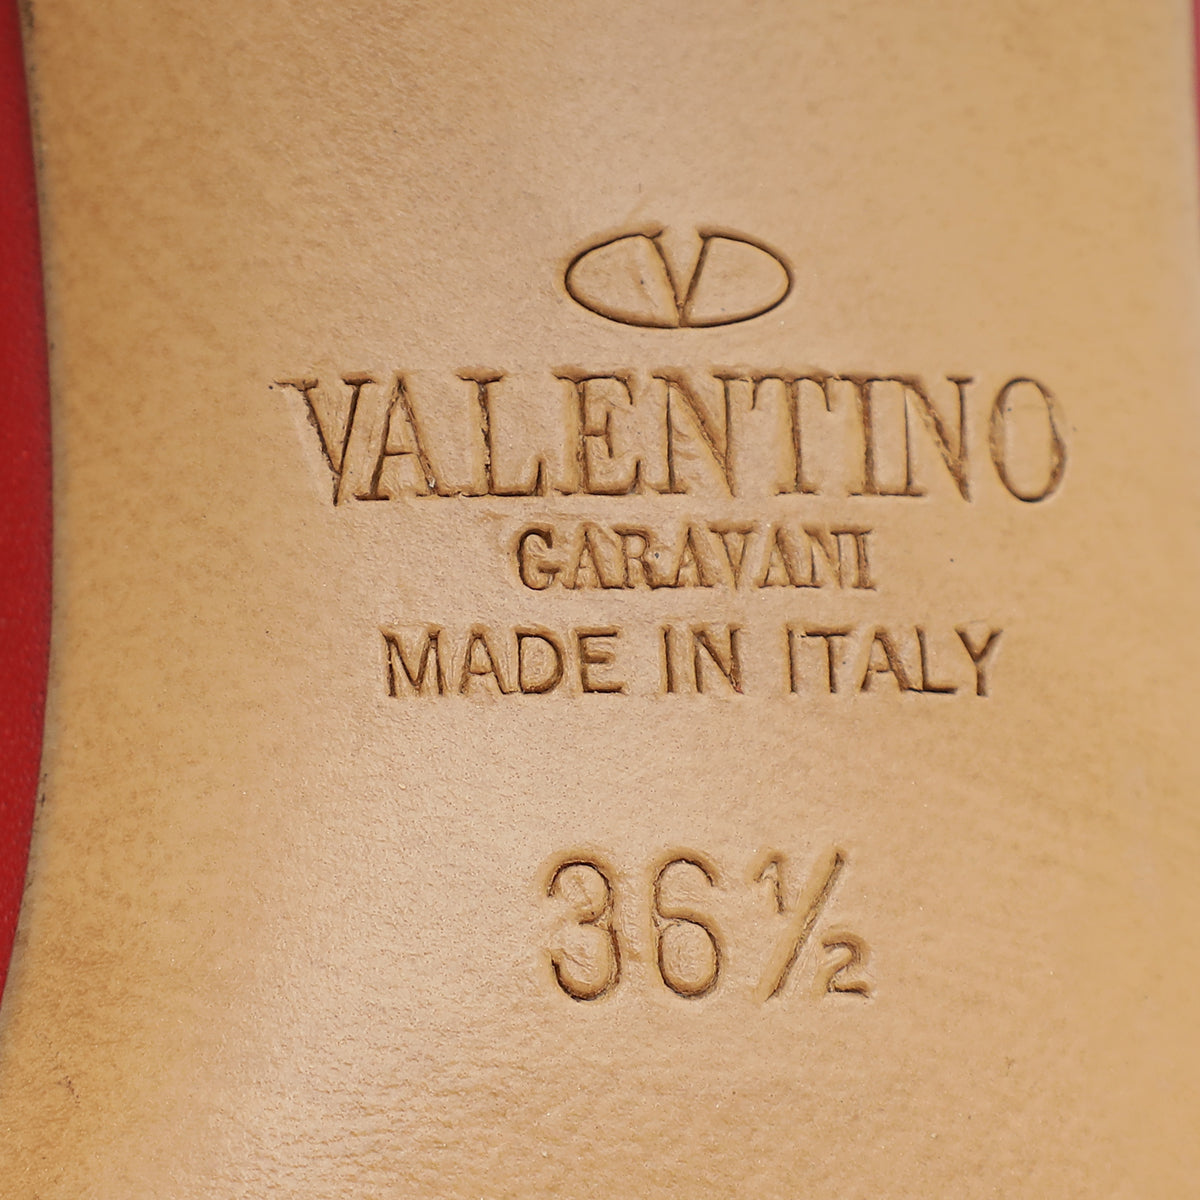 V
VALENTINO
GARAVANI
MADE IN ITALY
36½